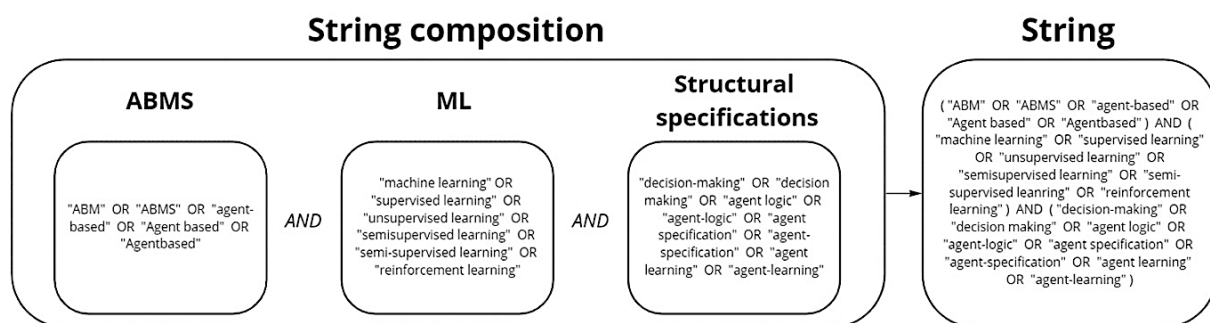 String composition
String
ABMS
ML
Structural
specifications
"ABM" OR "ABMS" OR "agent-
based" OR "Agent based" OR
"Agentbased"
AND
"machine learning" OR
"supervised learning" OR
"unsupervised learning" OR
"semisupervised learning" OR
"semi-supervised learning" OR
"reinforcement learning"
AND
"decision-making" OR "decision
making" OR "agent logic" OR
"agent-logic" OR "agent
specification" OR "agent-
specification" OR "agent
learning" OR "agent-learning"
( "ABM" OR "ABMS" OR "agent-based" OR
"Agent based" OR "Agentbased" ) AND (
"machine learning" OR "supervised learning"
OR "unsupervised learning" OR
"semisupervised learning" OR "semi-
supervised learning" OR "reinforcement
learning" ) AND ( "decision-making" OR
"decision making" OR "agent logic" OR
"agent-logic" OR "agent specification" OR
"agent-specification" OR "agent learning"
OR "agent-learning" )